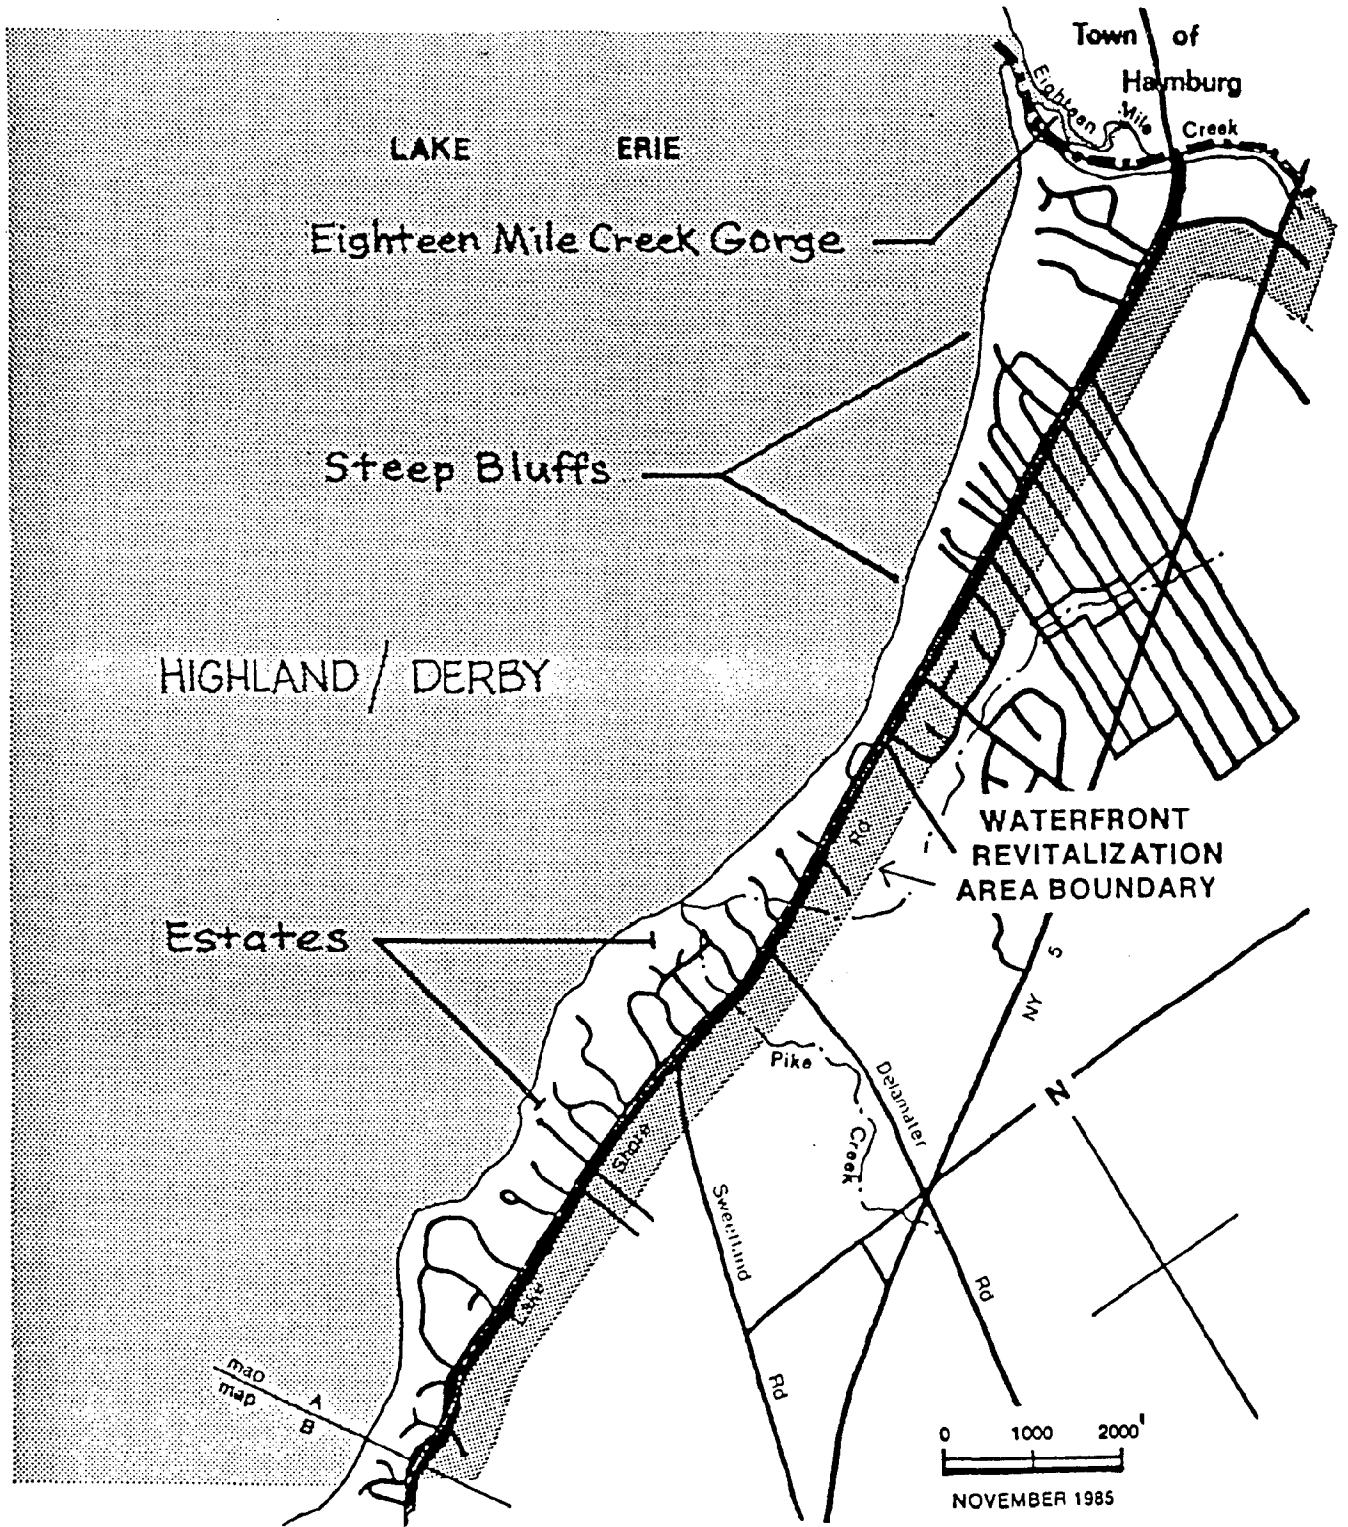 Town of
Hamburg
Eighteen Mile Creek
LAKE ERIE
Eighteen Mile Creek Gorge
Steep Bluffs
HIGHLAND / DERBY
Rd
WATERFRONT
REVITALIZATION
AREA BOUNDARY
Estates
NY 5
Pike Creek
Delamater Rd
N
Shore
Lake
Rd
map A
map B
0 1000 2000'
NOVEMBER 1985